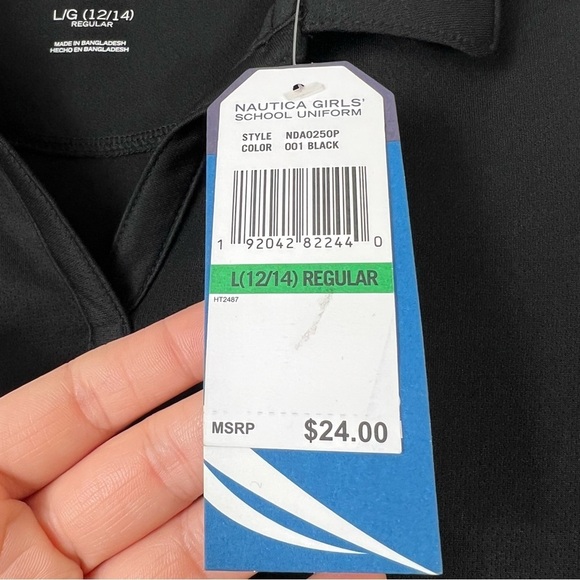 L/G (12/14)
REGULAR
MADE IN BANGLADESH
HECHO EN BANGLADESH
NAUTICA GIRLS'
SCHOOL UNIFORM
STYLE NDA0250P
COLOR 001 BLACK
1 92042 82244 0
L(12/14) REGULAR
HT2487
MSRP $24.00